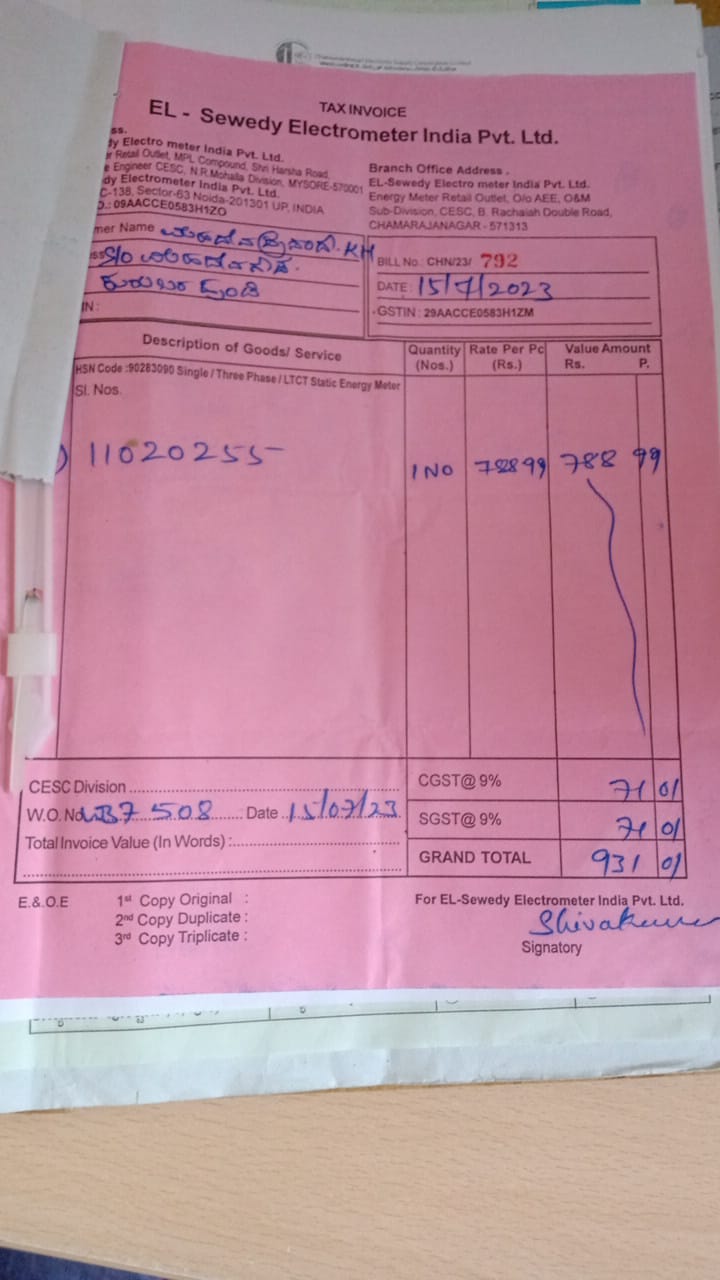 TAX INVOICE
EL - Sewedy Electrometer India Pvt. Ltd.
ss.
dy Electro meter India Pvt. Ltd.
r Retail Outlet, MPL Compound, Shri Harsha Road,
e Engineer CESC, N.R.Mohalla Division, MYSORE-570001
dy Electrometer India Pvt. Ltd.
C-138, Sector-63 Noida-201301 UP, INDIA
D.: 09AACCE0583H1ZO
Branch Office Address .
EL-Sewedy Electro meter India Pvt. Ltd.
Energy Meter Retail Outlet, O/o AEE, O&M
Sub-Division, CESC, B. Rachaiah Double Road,
CHAMARAJANAGAR - 571313
mer Name KH
ss S/O
IN :
BILL No.: CHN/23/ 792
DATE : 15/7/2023
GSTIN : 29AACCE0583H1ZM
Description of Goods/ Service Quantity (Nos.) Rate Per Pc (Rs.) Value Amount Rs. P.
HSN Code :90283090 Single / Three Phase / LTCT Static Energy Meter
Sl. Nos.
) 11020255 1 NO 788 99 788 99
CESC Division CGST@ 9% 71 01
W.O. No. 508 Date 15/07/23 SGST@ 9% 71 01
Total Invoice Value (In Words) : GRAND TOTAL 931 01
E.& O.E 1st Copy Original :
2nd Copy Duplicate :
3rd Copy Triplicate :
For EL-Sewedy Electrometer India Pvt. Ltd.
Shivakumar
Signatory